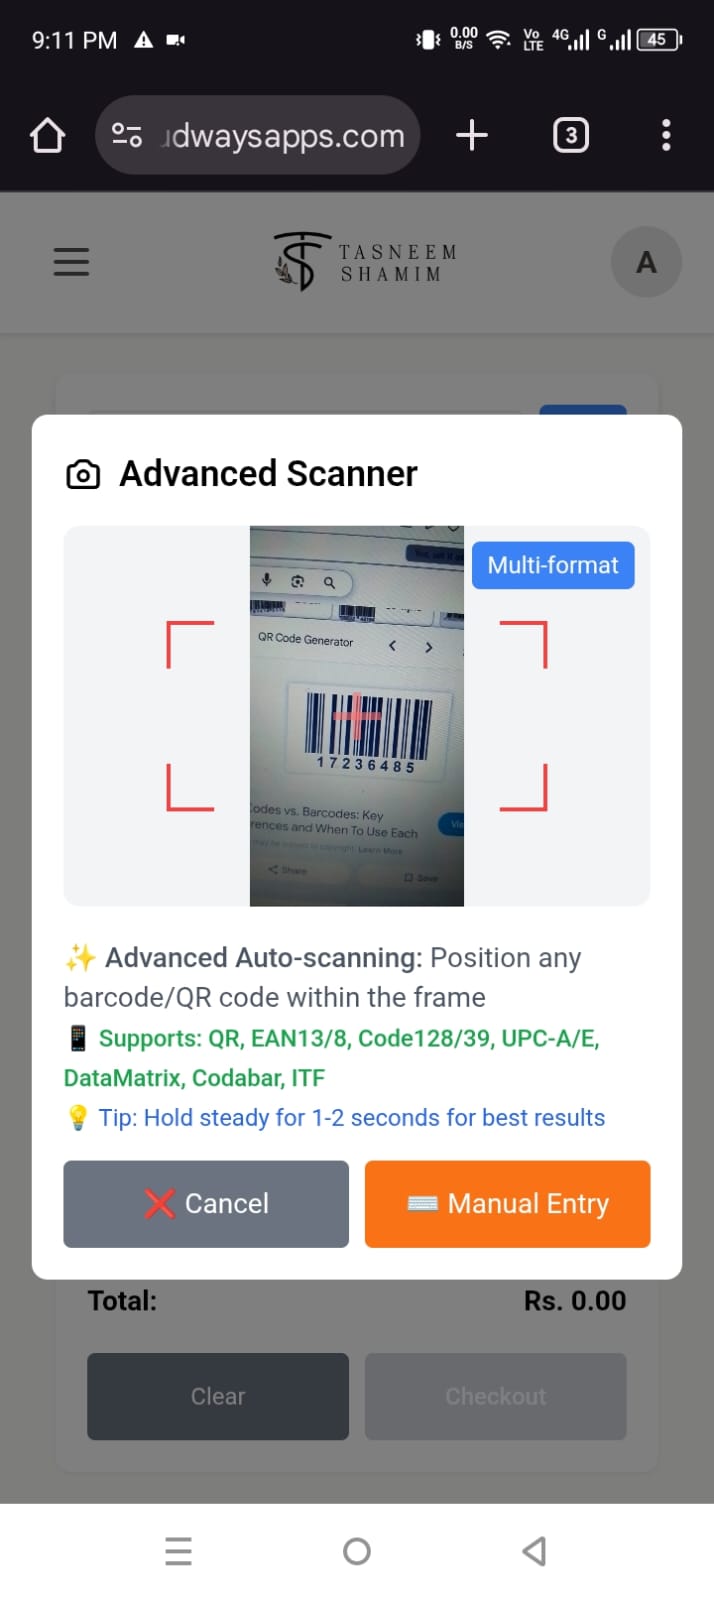 9:11 PM
0.00
B/S
Vo
LTE
4G
G
45
dwaysapps.com
3
TASNEEM
SHAMIM
A
Advanced Scanner
Multi-format
QR Code Generator
17236485
odes vs. Barcodes: Key
rences and When To Use Each
Learn More
Share
Save
✨ Advanced Auto-scanning: Position any
barcode/QR code within the frame
📱 Supports: QR, EAN13/8, Code128/39, UPC-A/E,
DataMatrix, Codabar, ITF
💡 Tip: Hold steady for 1-2 seconds for best results
❌ Cancel
⌨️ Manual Entry
Total:
Rs. 0.00
Clear
Checkout